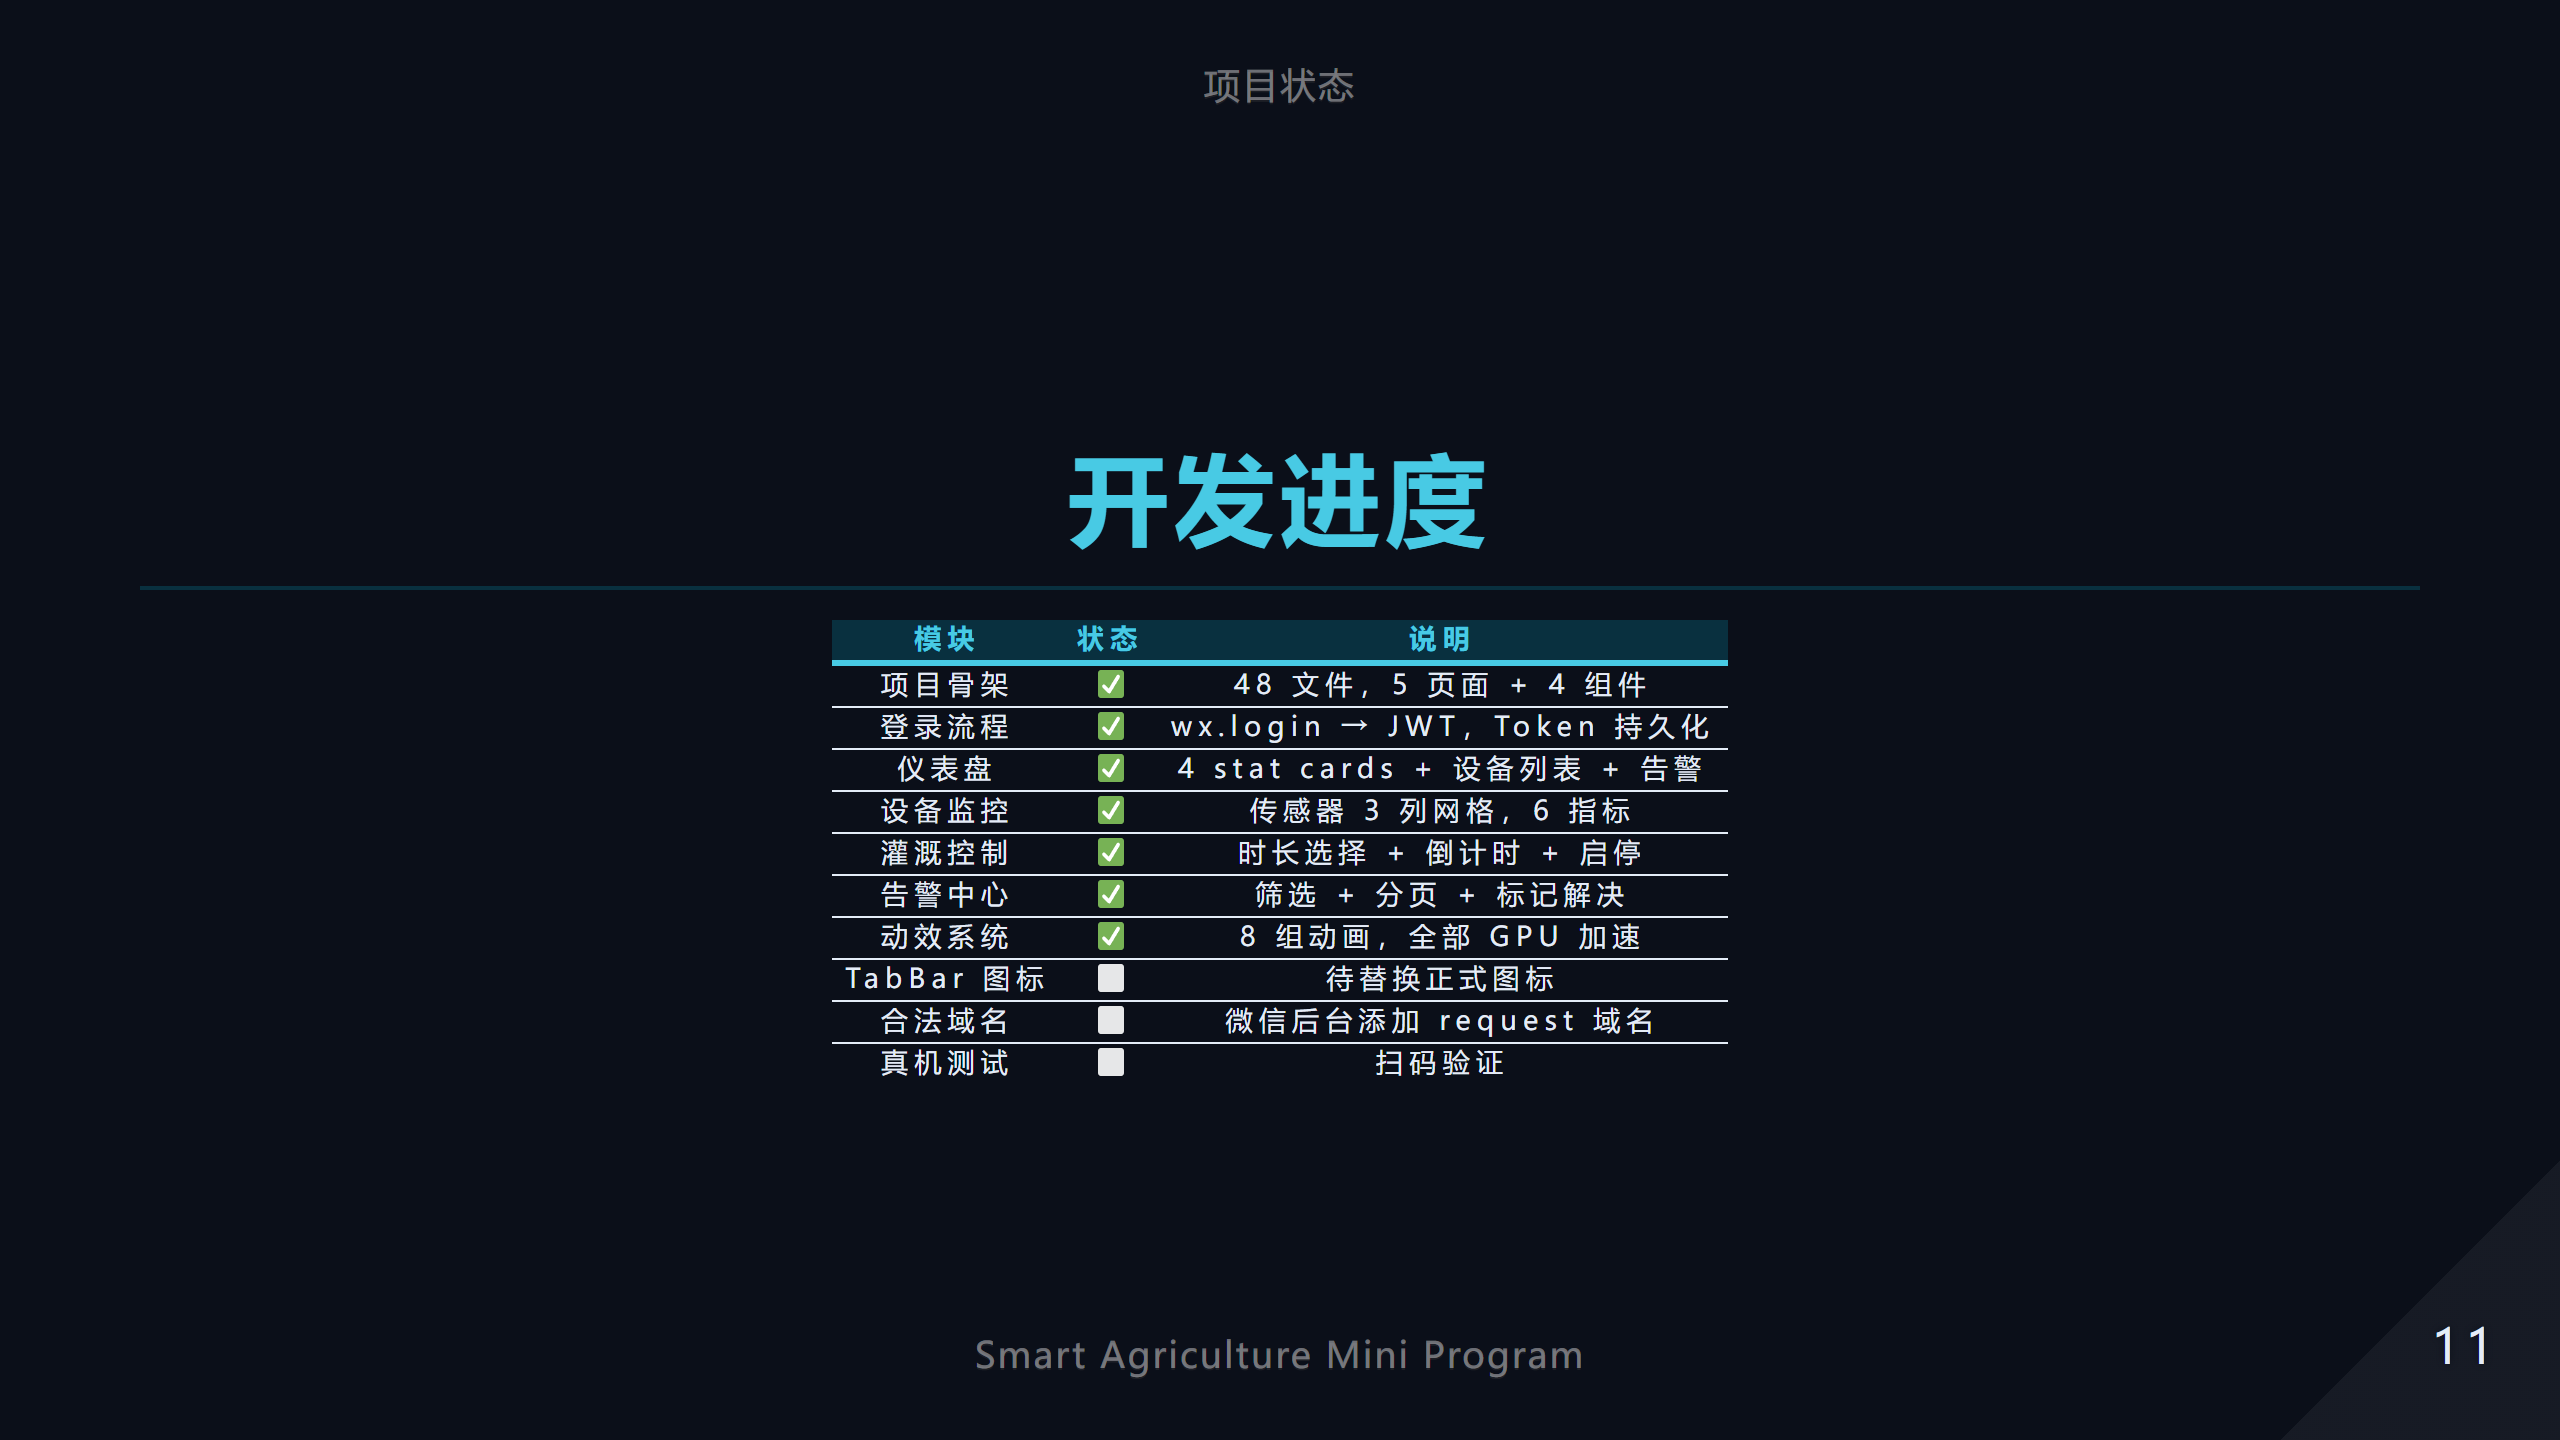 项目状态
开发进度
模块 状态 说明
项目骨架 ✅ 48 文件, 5 页面 + 4 组件
登录流程 ✅ wx.login → JWT, Token 持久化
仪表盘 ✅ 4 stat cards + 设备列表 + 告警
设备监控 ✅ 传感器 3 列网格, 6 指标
灌溉控制 ✅ 时长选择 + 倒计时 + 启停
告警中心 ✅ 筛选 + 分页 + 标记解决
动效系统 ✅ 8 组动画, 全部 GPU 加速
TabBar 图标 ⬜ 待替换正式图标
合法域名 ⬜ 微信后台添加 request 域名
真机测试 ⬜ 扫码验证
Smart Agriculture Mini Program
11